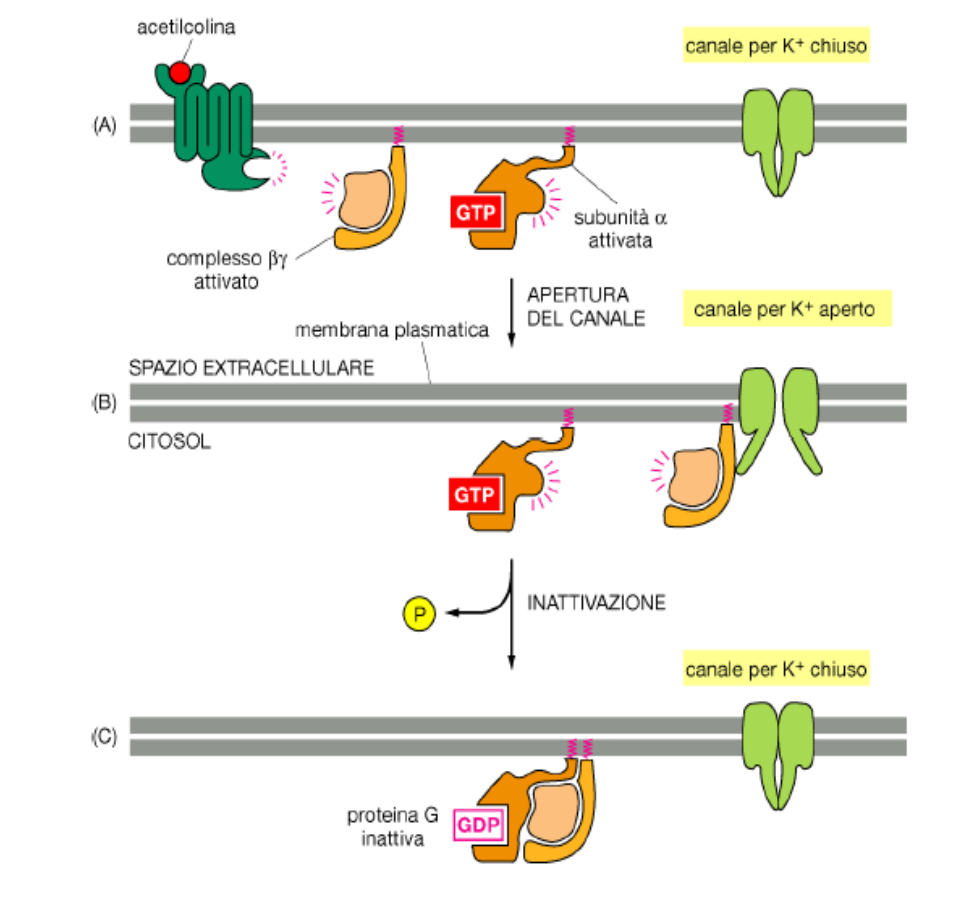 acetilcolina
canale per K+ chiuso
(A)
GTP
subunità α
attivata
complesso βγ
attivato
APERTURA
DEL CANALE
canale per K+ aperto
membrana plasmatica
SPAZIO EXTRACELLULARE
(B)
CITOSOL
GTP
P
INATTIVAZIONE
canale per K+ chiuso
(C)
proteina G
inattiva
GDP